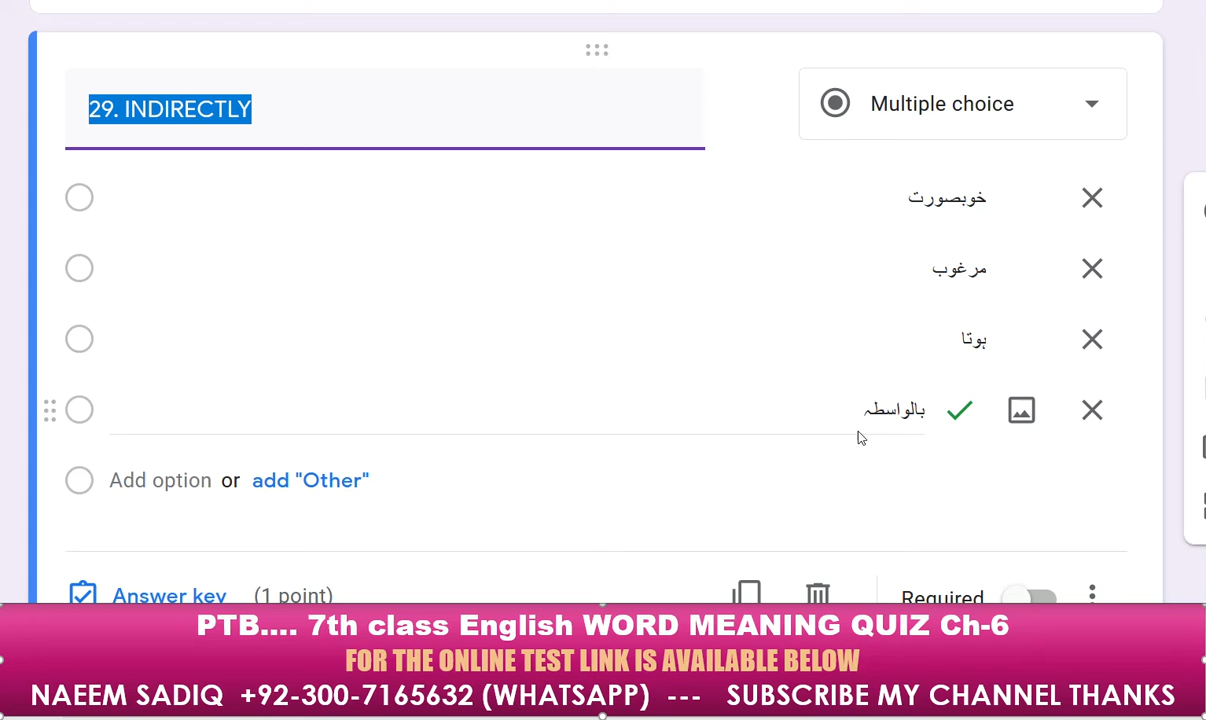 29. INDIRECTLY
Multiple choice
خوبصورت
مرغوب
ہوتا
بالواسطہ
Add option or add "Other"
Answer key (1 point)
Required
PTB.... 7th class English WORD MEANING QUIZ Ch-6
FOR THE ONLINE TEST LINK IS AVAILABLE BELOW
NAEEM SADIQ +92-300-7165632 (WHATSAPP) --- SUBSCRIBE MY CHANNEL THANKS